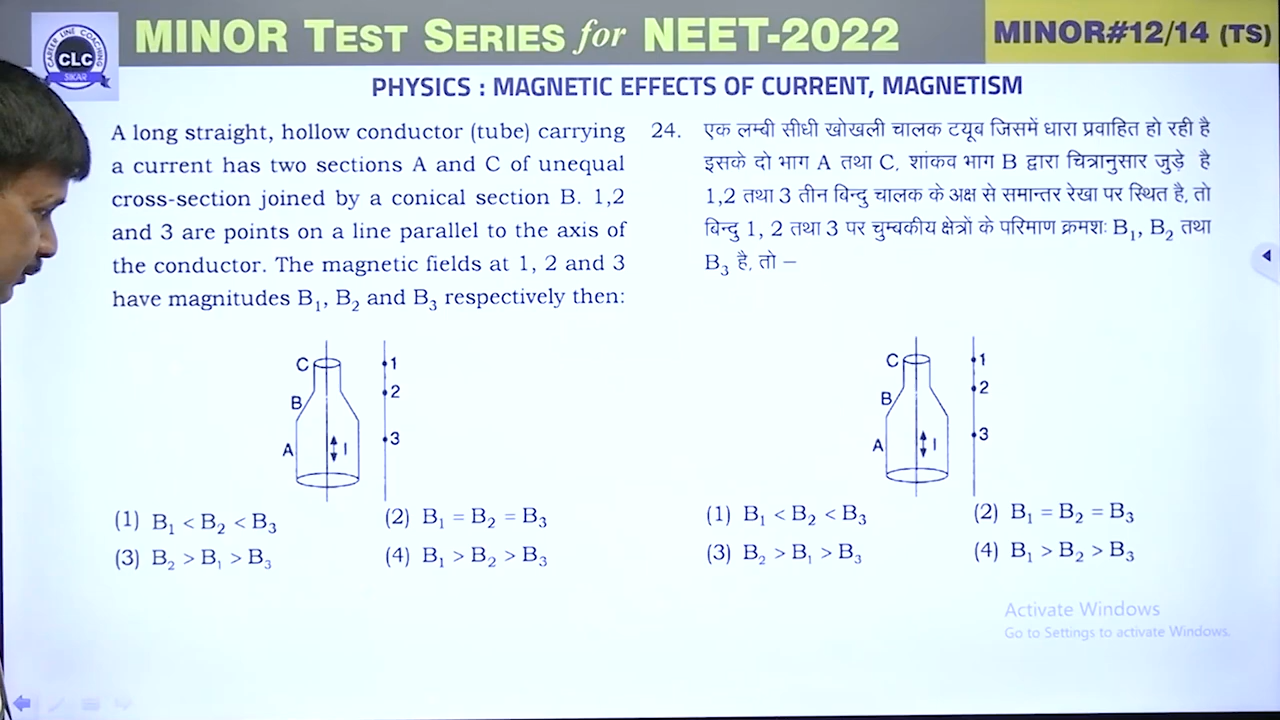 CAREER LINE COACHING
CLC
SIKAR
MINOR TEST SERIES for NEET-2022
MINOR#12/14 (TS)
PHYSICS : MAGNETIC EFFECTS OF CURRENT, MAGNETISM
A long straight, hollow conductor (tube) carrying
a current has two sections A and C of unequal
cross-section joined by a conical section B. 1,2
and 3 are points on a line parallel to the axis of
the conductor. The magnetic fields at 1, 2 and 3
have magnitudes B₁, B₂ and B₃ respectively then:
C
1
2
B
3
A
I
(1) B₁ < B₂ < B₃
(2) B₁ = B₂ = B₃
(3) B₂ > B₁ > B₃
(4) B₁ > B₂ > B₃
24. एक लम्बी सीधी खोखली चालक टयूब जिसमें धारा प्रवाहित हो रही है
इसके दो भाग A तथा C, शांकव भाग B द्वारा चित्रानुसार जुड़े है
1,2 तथा 3 तीन विन्दु चालक के अक्ष से समान्तर रेखा पर स्थित है, तो
विन्दु 1, 2 तथा 3 पर चुम्बकीय क्षेत्रों के परिमाण क्रमशः B₁, B₂ तथा
B₃ है, तो –
C
1
2
B
3
A
I
(1) B₁ < B₂ < B₃
(2) B₁ = B₂ = B₃
(3) B₂ > B₁ > B₃
(4) B₁ > B₂ > B₃
Activate Windows
Go to Settings to activate Windows.